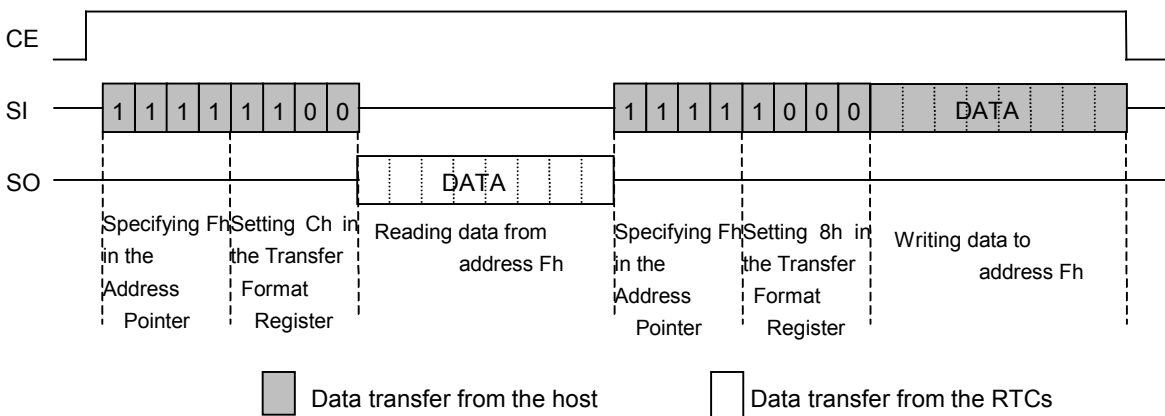 CE
SI
1 1 1 1 1 1 0 0
1 1 1 1 1 0 0 0
DATA
SO
DATA
Specifying Fh
in the
Address
Pointer
Setting Ch in
the Transfer
Format
Register
Reading data from
address Fh
Specifying Fh
in the
Address
Pointer
Setting 8h in
the Transfer
Format
Register
Writing data to
address Fh
Data transfer from the host
Data transfer from the RTCs